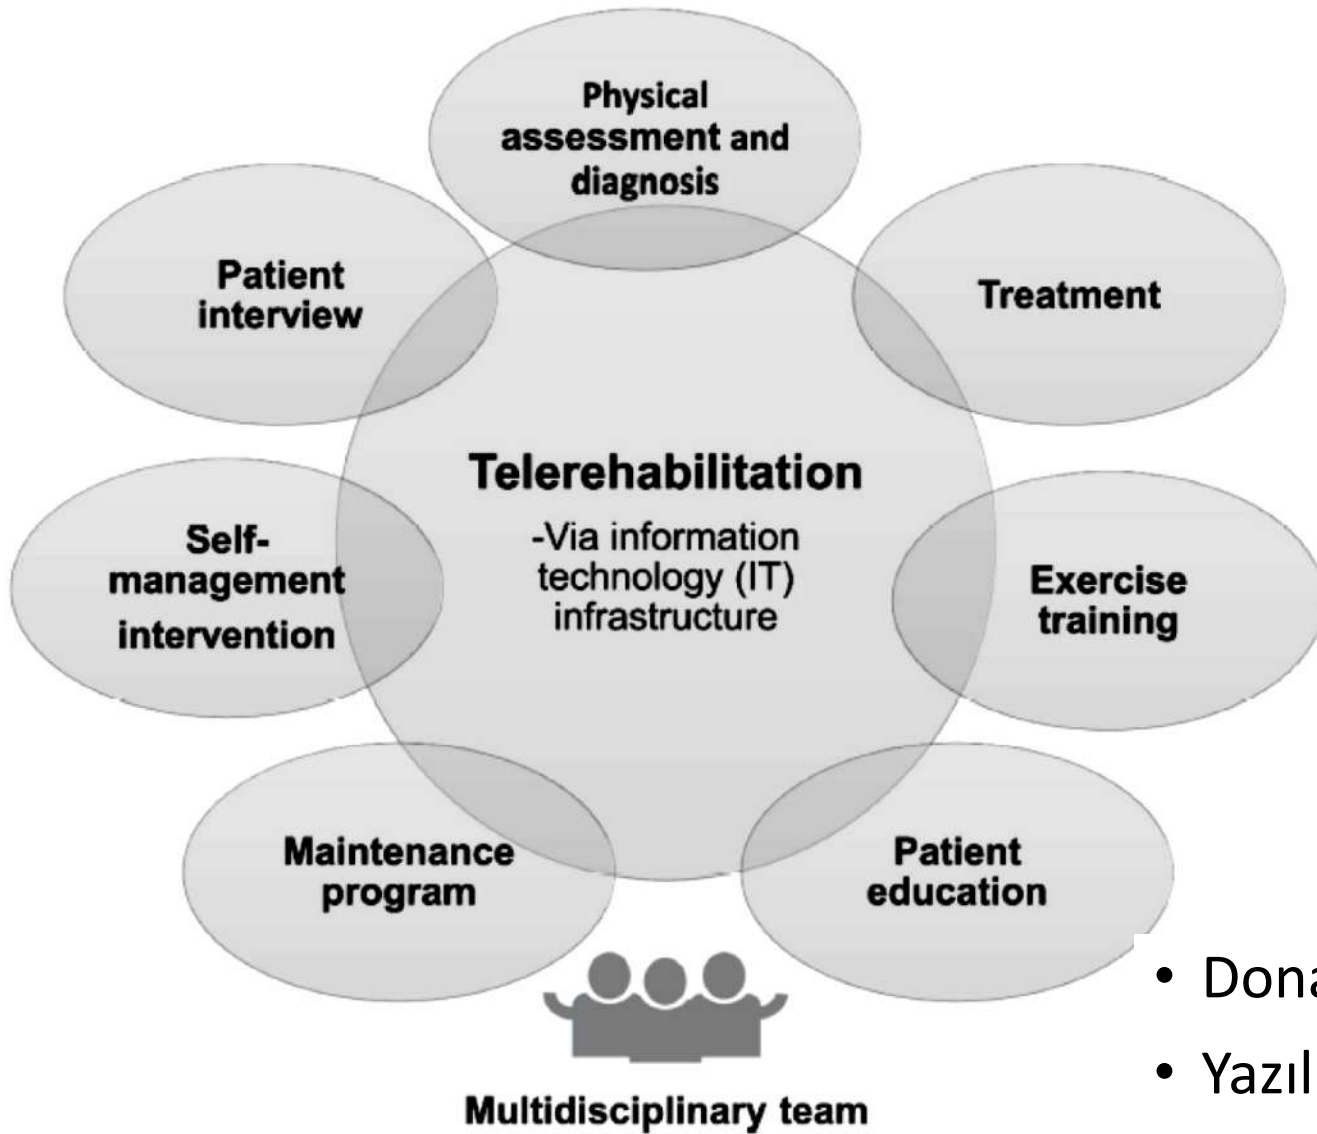 Physical
assessment and
diagnosis
Patient
interview
Treatment
Telerehabilitation
-Via information
technology (IT)
infrastructure
Self-
management
intervention
Exercise
training
Maintenance
program
Patient
education
Multidisciplinary team